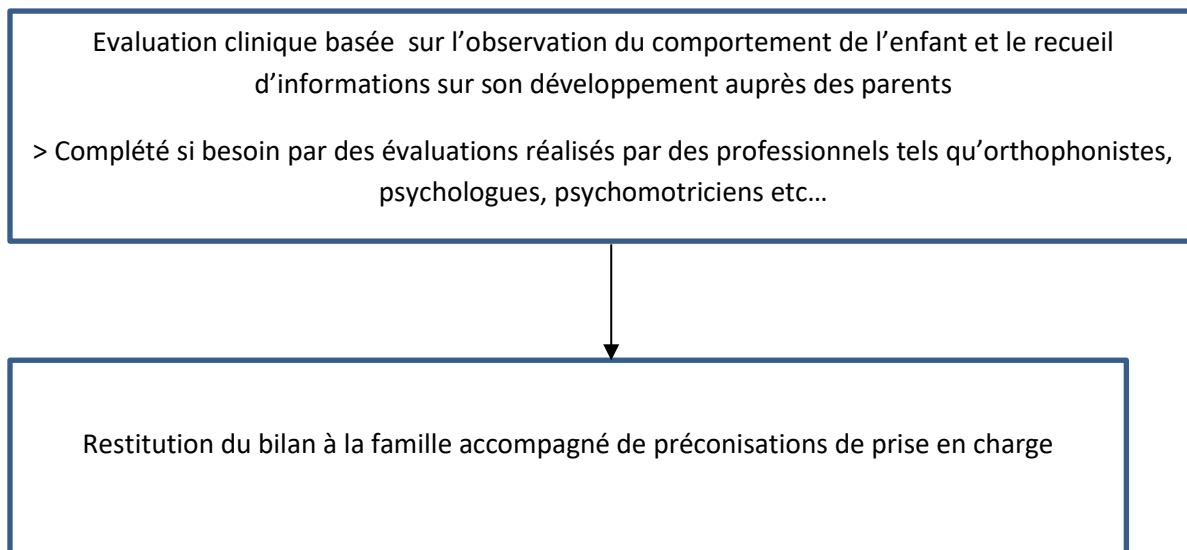 Evaluation clinique basée  sur l’observation du comportement de l’enfant et le recueil
d’informations sur son développement auprès des parents
> Complété si besoin par des évaluations réalisés par des professionnels tels qu’orthophonistes,
psychologues, psychomotriciens etc…
Restitution du bilan à la famille accompagné de préconisations de prise en charge